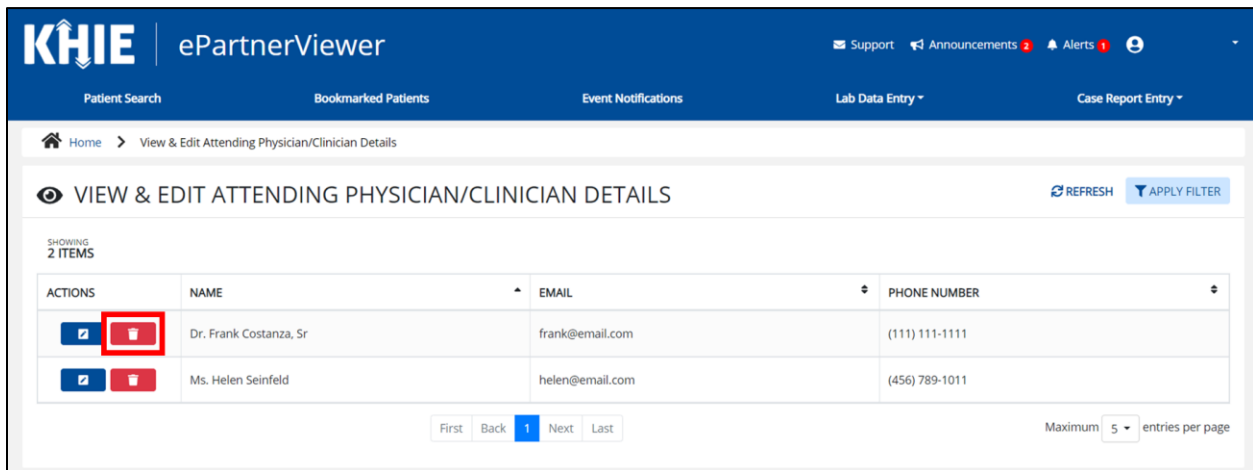 KHIE ePartnerViewer Support Announcements 2 Alerts 1
Patient Search Bookmarked Patients Event Notifications Lab Data Entry Case Report Entry
Home > View & Edit Attending Physician/Clinician Details
VIEW & EDIT ATTENDING PHYSICIAN/CLINICIAN DETAILS REFRESH APPLY FILTER
SHOWING
2 ITEMS
ACTIONS NAME EMAIL PHONE NUMBER
Dr. Frank Costanza, Sr frank@email.com (111) 111-1111
Ms. Helen Seinfeld helen@email.com (456) 789-1011
First Back 1 Next Last Maximum 5 entries per page